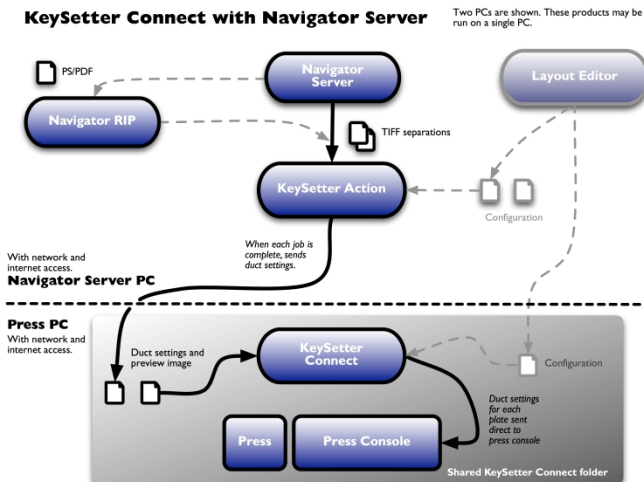 KeySetter Connect with Navigator Server
Two PCs are shown. These products may be
run on a single PC.
PS/PDF
Navigator
Server
Layout Editor
Navigator RIP
TIFF separations
KeySetter Action
Configuration
When each job is
complete, sends
duct settings.
With network and
internet access.
Navigator Server PC
Press PC
With network and
internet access.
Duct settings and
preview image
KeySetter
Connect
Configuration
Duct settings
for each
plate sent
direct to
press console
Press
Press Console
Shared KeySetter Connect folder